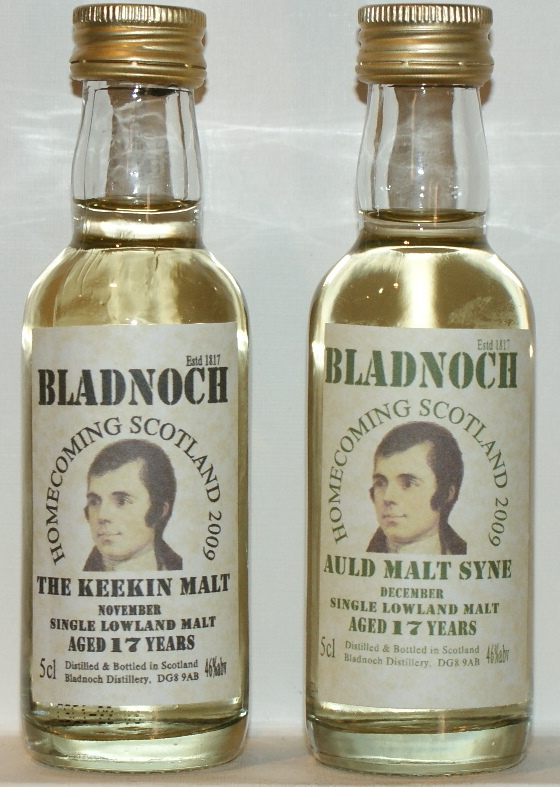 Estd 1817
BLADNOCH
HOMECOMING SCOTLAND 2009
THE KEEKIN MALT
NOVEMBER
SINGLE LOWLAND MALT
AGED 17 YEARS
5cl
Distilled & Bottled in Scotland
Bladnoch Distillery, DG8 9AB
46%abv
Estd 1817
BLADNOCH
HOMECOMING SCOTLAND 2009
AULD MALT SYNE
DECEMBER
SINGLE LOWLAND MALT
AGED 17 YEARS
5cl
Distilled & Bottled in Scotland
Bladnoch Distillery, DG8 9AB
46%abv